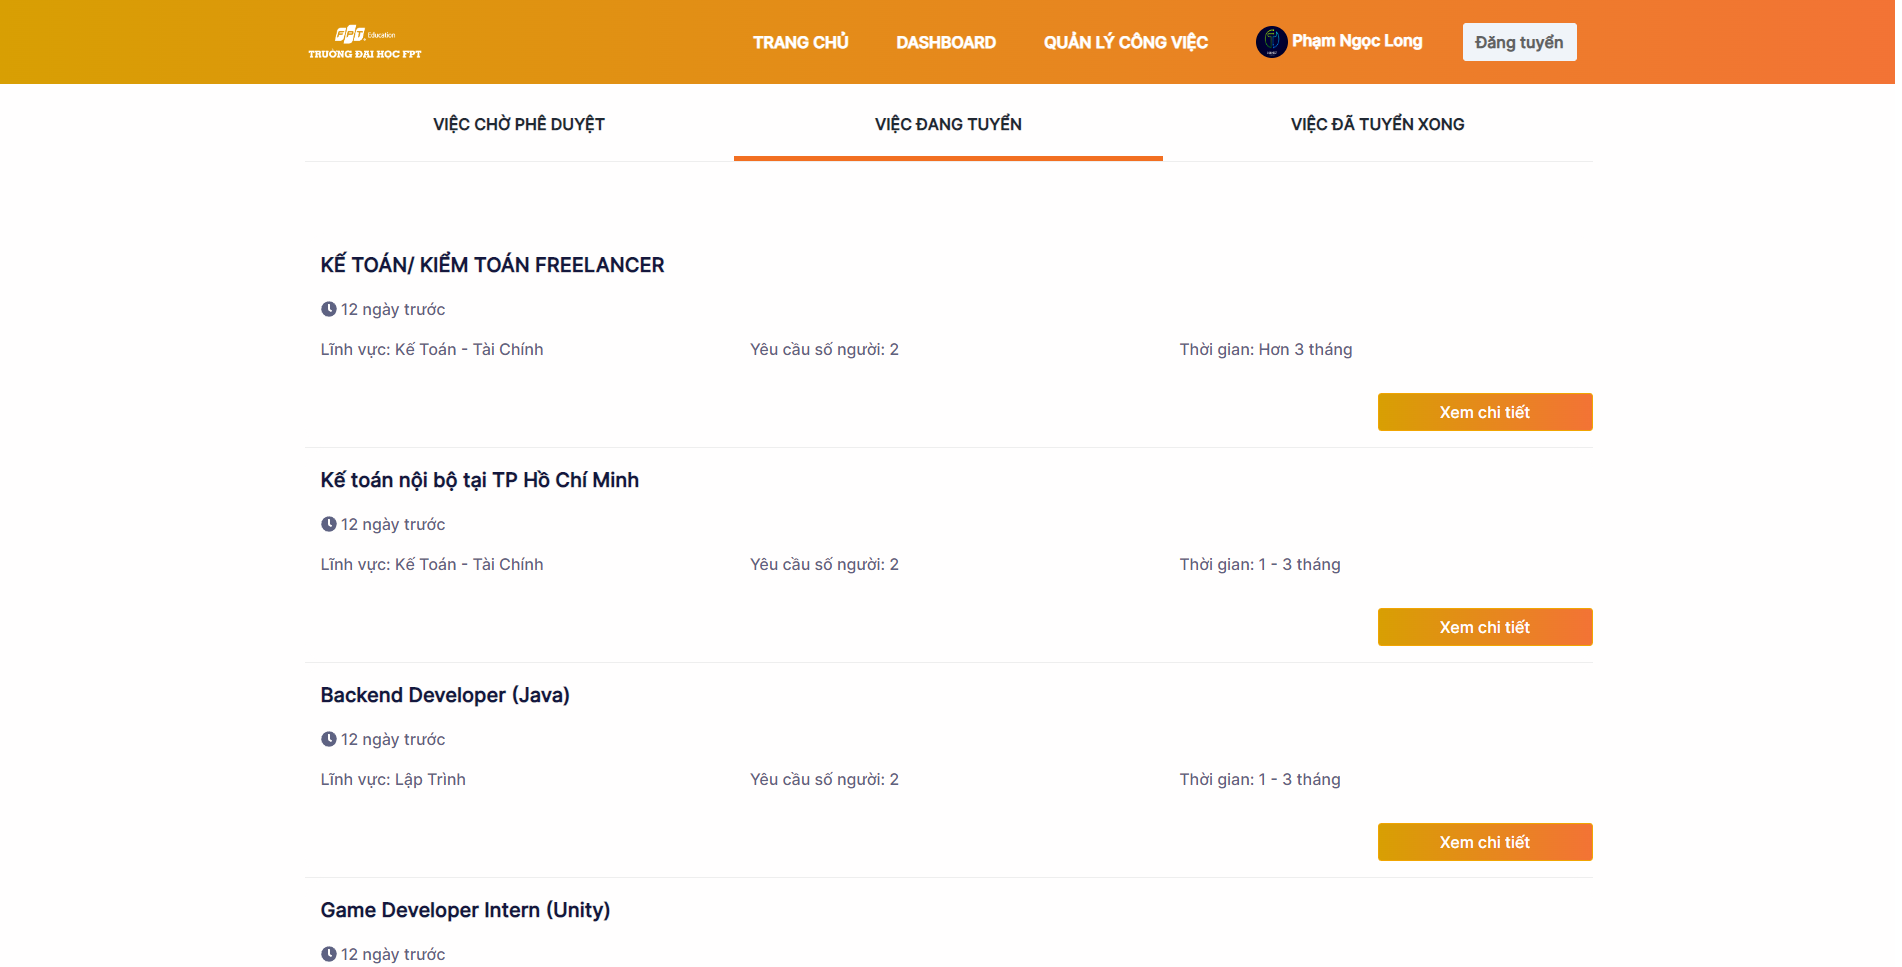 FPT Education
TRƯỜNG ĐẠI HỌC FPT
TRANG CHỦ
DASHBOARD
QUẢN LÝ CÔNG VIỆC
Phạm Ngọc Long
Đăng tuyển
VIỆC CHỜ PHÊ DUYỆT
VIỆC ĐANG TUYỂN
VIỆC ĐÃ TUYỂN XONG
KẾ TOÁN/ KIỂM TOÁN FREELANCER
12 ngày trước
Lĩnh vực: Kế Toán - Tài Chính
Yêu cầu số người: 2
Thời gian: Hơn 3 tháng
Xem chi tiết
Kế toán nội bộ tại TP Hồ Chí Minh
12 ngày trước
Lĩnh vực: Kế Toán - Tài Chính
Yêu cầu số người: 2
Thời gian: 1 - 3 tháng
Xem chi tiết
Backend Developer (Java)
12 ngày trước
Lĩnh vực: Lập Trình
Yêu cầu số người: 2
Thời gian: 1 - 3 tháng
Xem chi tiết
Game Developer Intern (Unity)
12 ngày trước